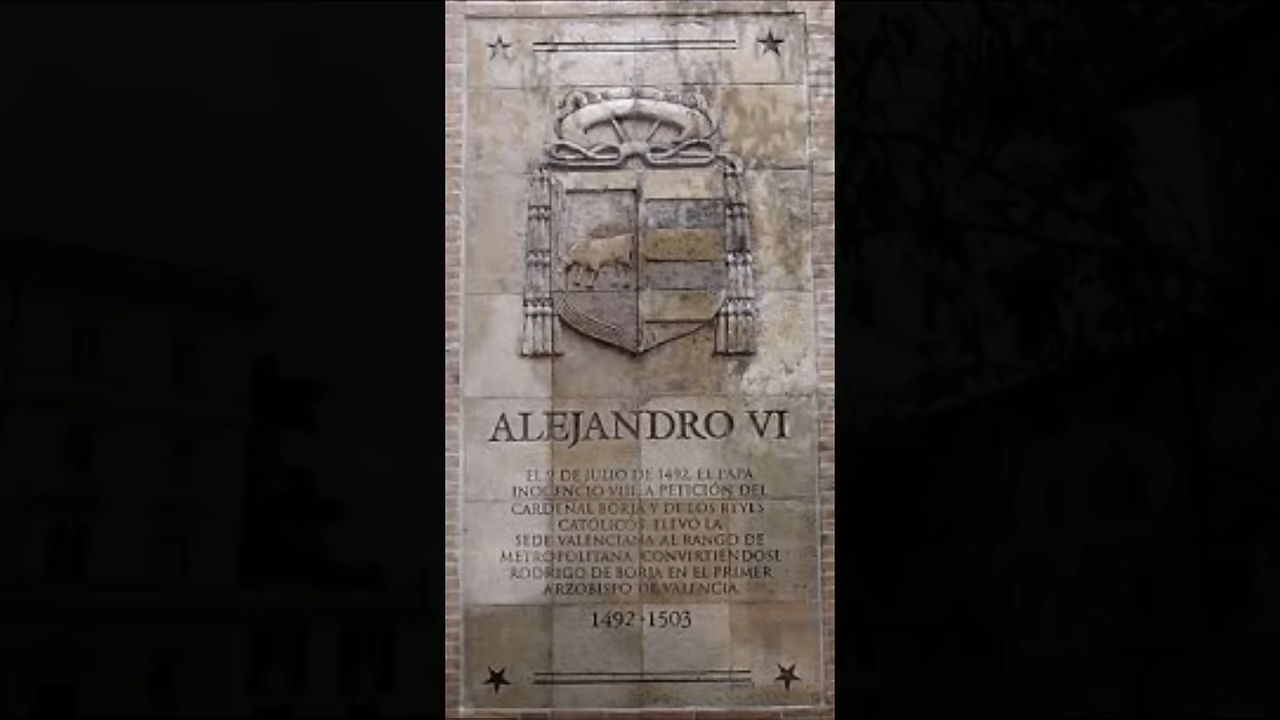 ALEJANDRO VI
EL 9 DE JULIO DE 1492, EL PAPA
INOCENCIO VIII, A PETICIÓN DEL
CARDENAL BORJA Y DE LOS REYES
CATÓLICOS, ELEVÓ LA
SEDE VALENCIANA AL RANGO DE
METROPOLITANA, CONVIRTIÉNDOSE
RODRIGO DE BORJA EN EL PRIMER
ARZOBISPO DE VALENCIA.
1492-1503